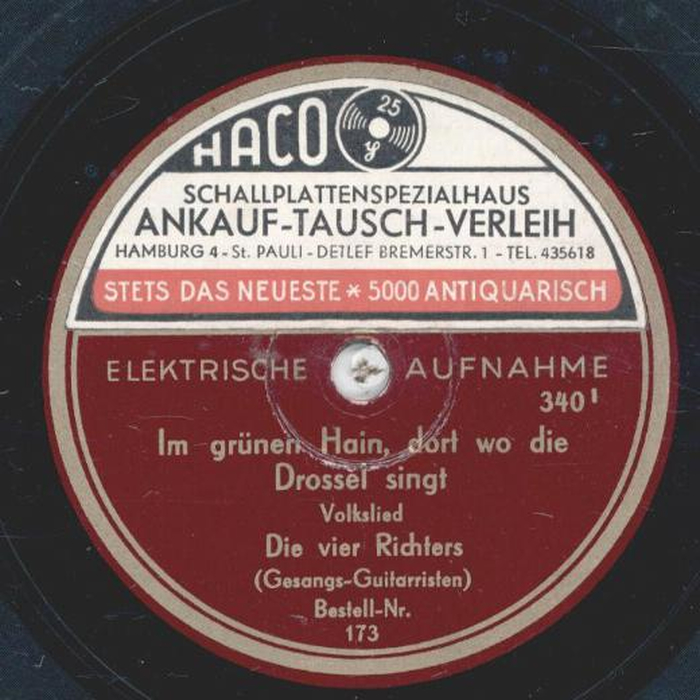 HACO
25
SCHALLPLATTENSPEZIALHAUS
ANKAUF-TAUSCH-VERLEIH
HAMBURG 4 - St. PAULI - DETLEF BREMERSTR. 1 - TEL. 435618
STETS DAS NEUESTE * 5000 ANTIQUARISCH
ELEKTRISCHE AUFNAHME
340 I
Im grünen Hain, dort wo die
Drossel singt
Volkslied
Die vier Richters
(Gesangs-Guitarristen)
Bestell-Nr.
173